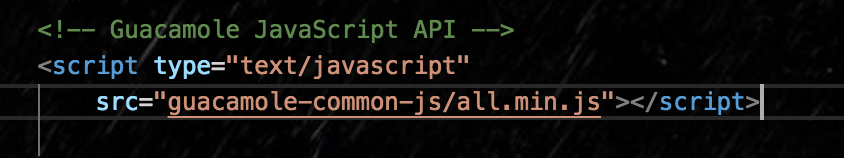 <!-- Guacamole JavaScript API -->
<script type="text/javascript"
src="guacamole-common-js/all.min.js"></script>